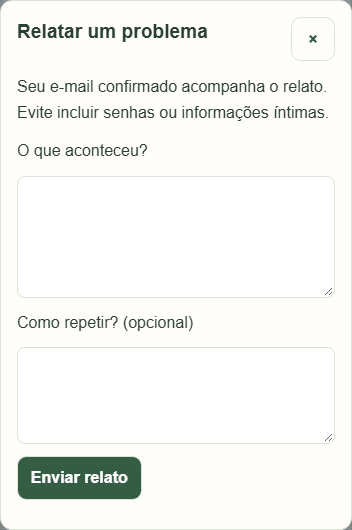 Relatar um problema
×
Seu e-mail confirmado acompanha o relato.
Evite incluir senhas ou informações íntimas.
O que aconteceu?
Como repetir? (opcional)
Enviar relato